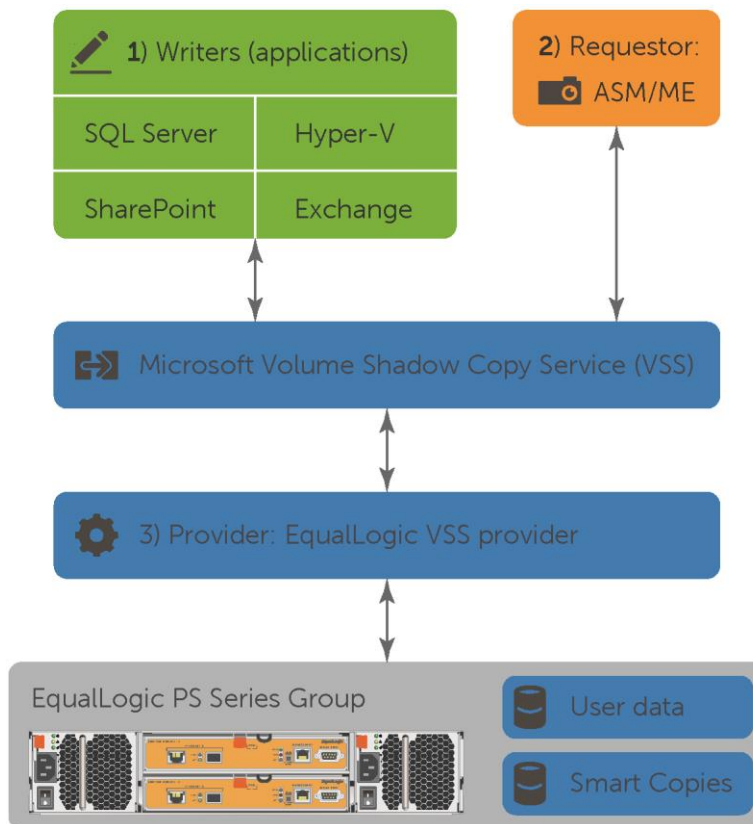 1) Writers (applications)
SQL Server
Hyper-V
SharePoint
Exchange
2) Requestor:
ASM/ME
Microsoft Volume Shadow Copy Service (VSS)
3) Provider: EqualLogic VSS provider
EqualLogic PS Series Group
User data
Smart Copies